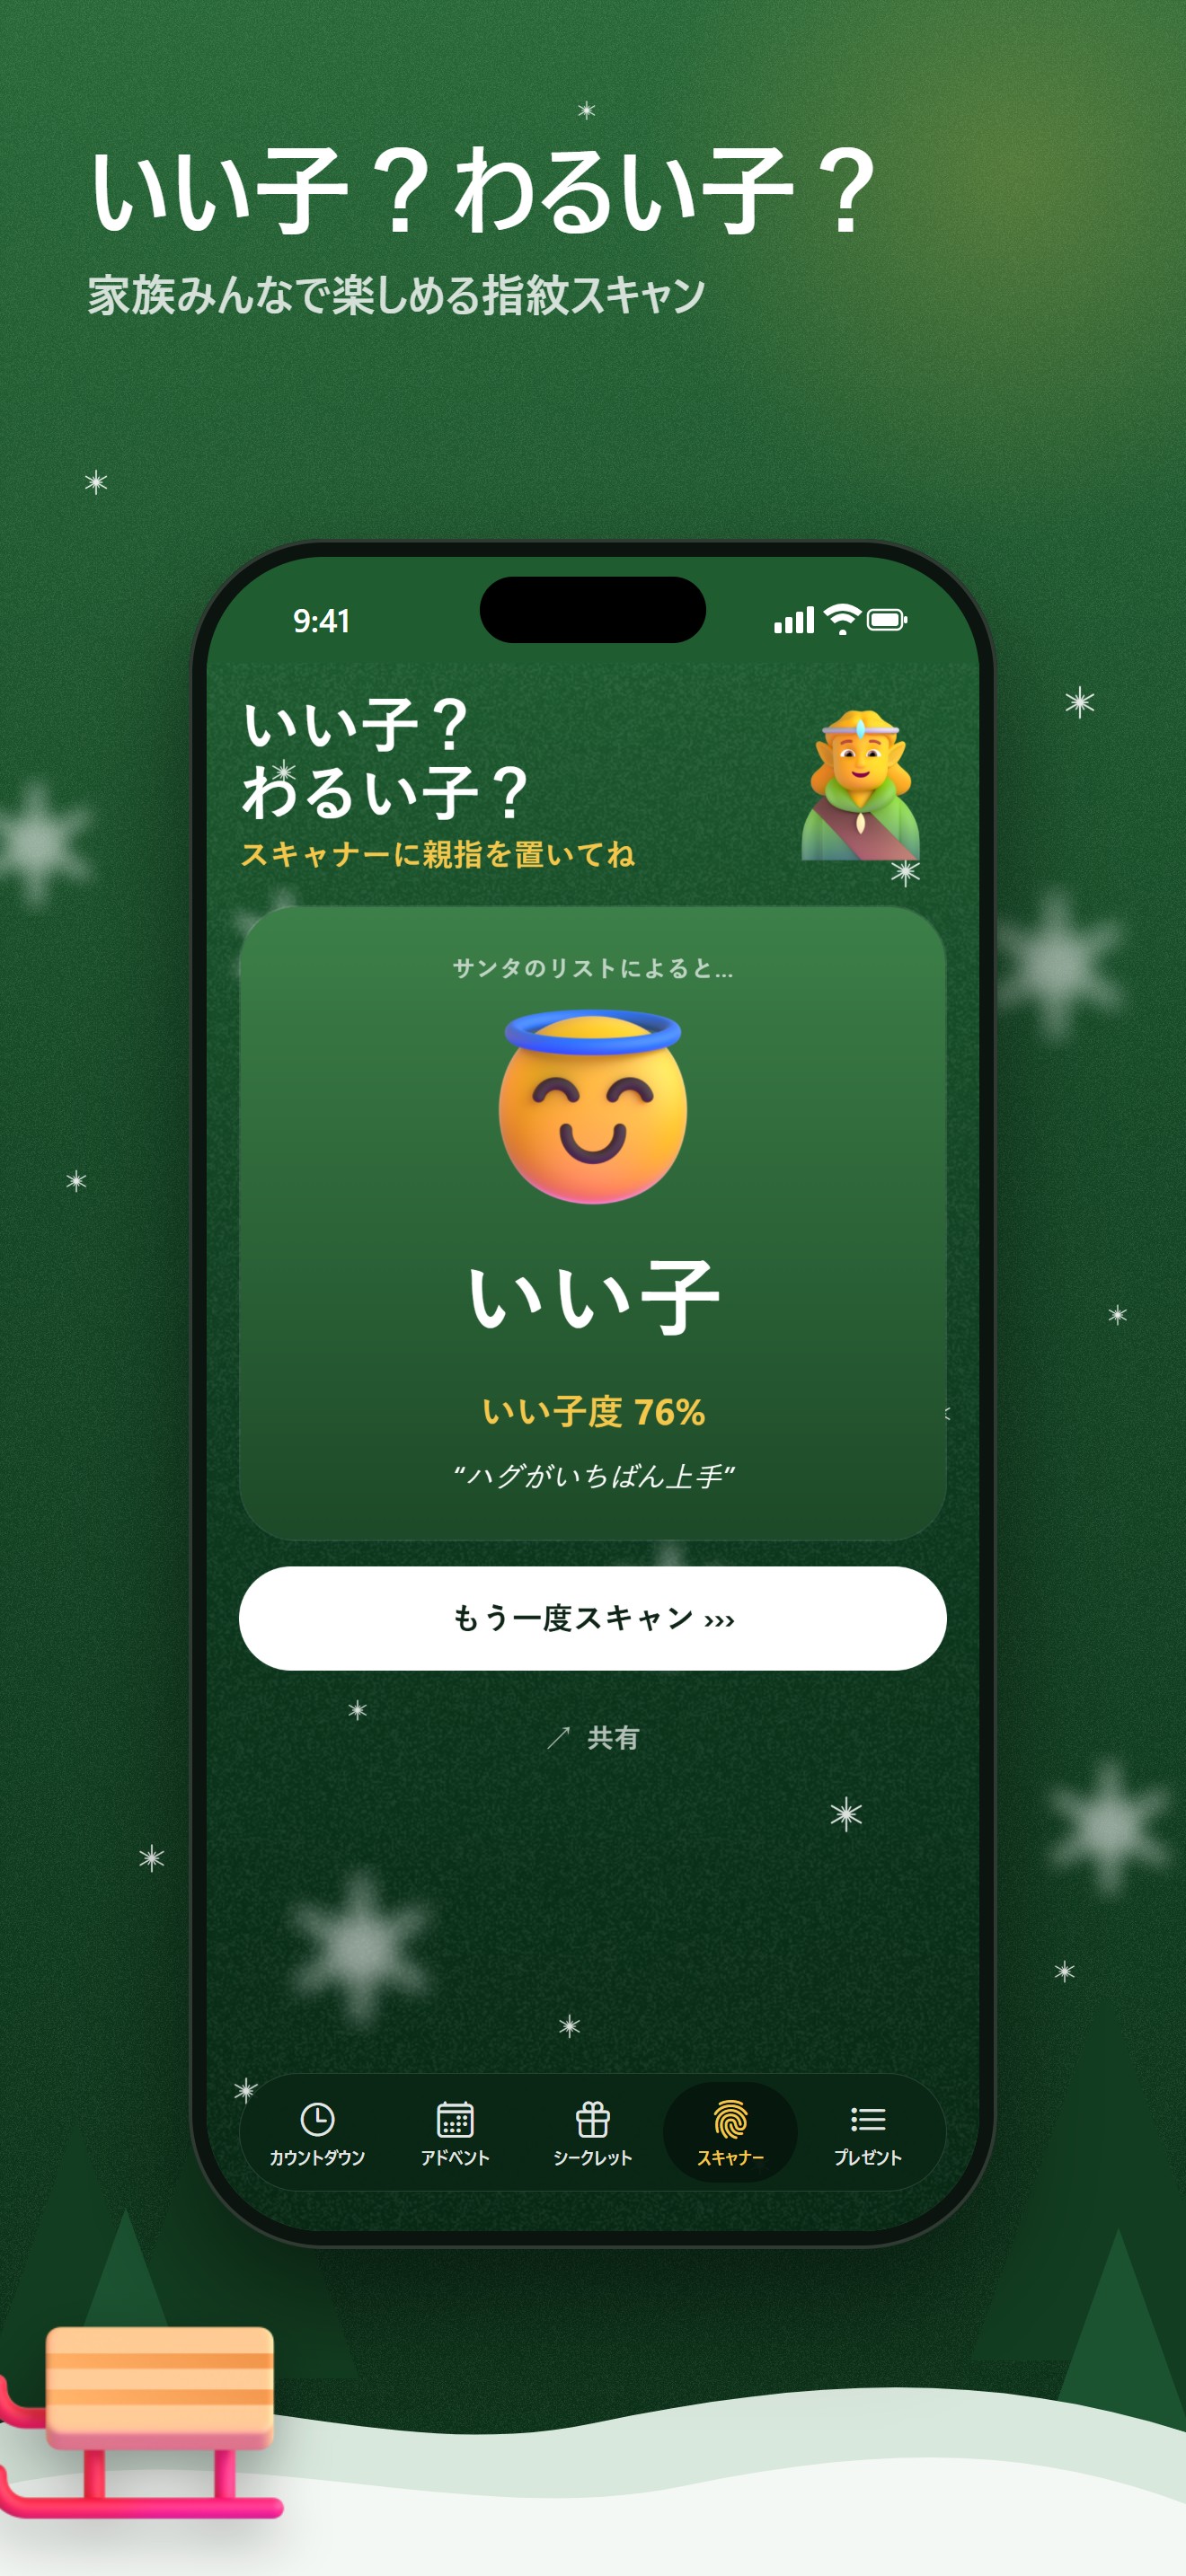 いい子？わるい子？
家族みんなで楽しめる指紋スキャン
9:41
いい子？
わるい子？
スキャナーに親指を置いてね
サンタのリストによると...
いい子
いい子度 76%
“ハグがいちばん上手”
もう一度スキャン ›››
↗ 共有
カウントダウン
アドベント
シークレット
スキャナー
プレゼント